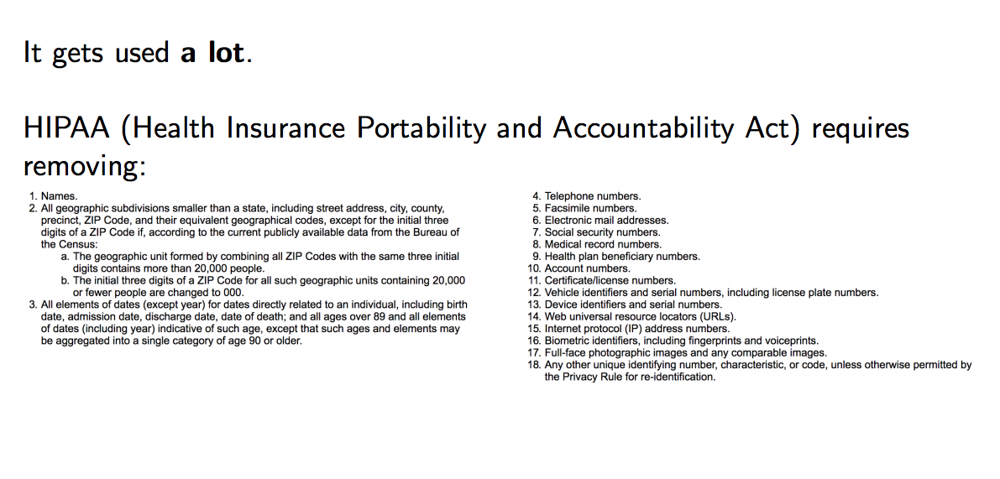 It gets used a lot.
HIPAA (Health Insurance Portability and Accountability Act) requires
removing:
1. Names.
2. All geographic subdivisions smaller than a state, including street address, city, county,
precinct, ZIP Code, and their equivalent geographical codes, except for the initial three
digits of a ZIP Code if, according to the current publicly available data from the Bureau of
the Census:
a. The geographic unit formed by combining all ZIP Codes with the same three initial
digits contains more than 20,000 people.
b. The initial three digits of a ZIP Code for all such geographic units containing 20,000
or fewer people are changed to 000.
3. All elements of dates (except year) for dates directly related to an individual, including birth
date, admission date, discharge date, date of death; and all ages over 89 and all elements
of dates (including year) indicative of such age, except that such ages and elements may
be aggregated into a single category of age 90 or older.
4. Telephone numbers.
5. Facsimile numbers.
6. Electronic mail addresses.
7. Social security numbers.
8. Medical record numbers.
9. Health plan beneficiary numbers.
10. Account numbers.
11. Certificate/license numbers.
12. Vehicle identifiers and serial numbers, including license plate numbers.
13. Device identifiers and serial numbers.
14. Web universal resource locators (URLs).
15. Internet protocol (IP) address numbers.
16. Biometric identifiers, including fingerprints and voiceprints.
17. Full-face photographic images and any comparable images.
18. Any other unique identifying number, characteristic, or code, unless otherwise permitted by
the Privacy Rule for re-identification.